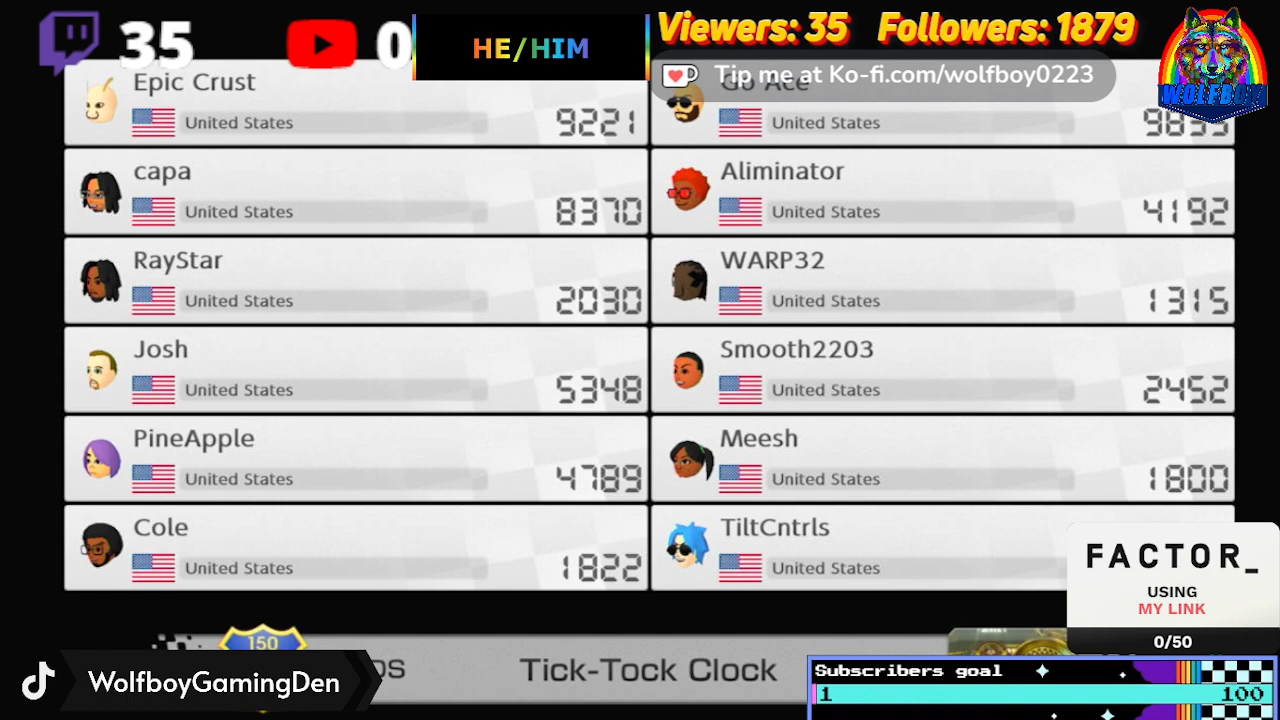 35
0
HE/HIM
Viewers: 35 Followers: 1879
Tip me at Ko-fi.com/wolfboy0223
WOLFBOY
Epic Crust
United States
9221
Go Ace
United States
capa
United States
8370
Aliminator
United States
4192
RayStar
United States
2030
WARP32
United States
1315
Josh
United States
5348
Smooth2203
United States
2452
PineApple
United States
4789
Meesh
United States
1800
Cole
United States
1822
TiltCntrls
United States
FACTOR_
USING
MY LINK
0/50
150
Tick-Tock Clock
WolfboyGamingDen
Subscribers goal
1 100